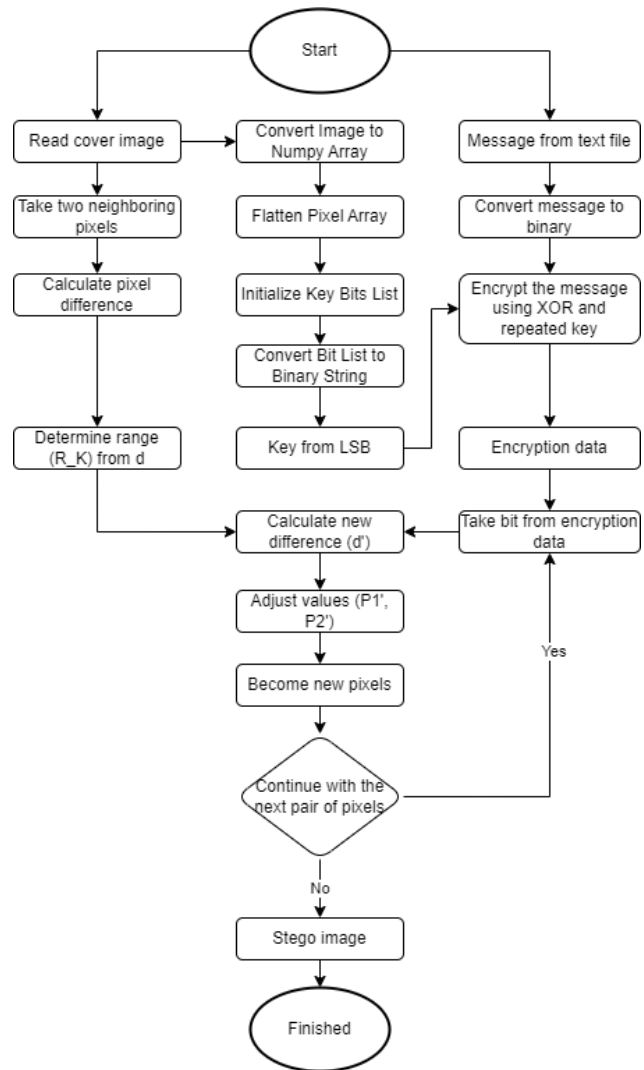 Start
Read cover image
Convert Image to
Numpy Array
Message from text file
Take two neighboring
pixels
Flatten Pixel Array
Convert message to
binary
Calculate pixel
difference
Initialize Key Bits List
Encrypt the message
using XOR and
repeated key
Convert Bit List to
Binary String
Determine range
(R_K) from d
Key from LSB
Encryption data
Calculate new
difference (d')
Take bit from encryption
data
Adjust values (P1',
P2')
Yes
Become new pixels
Continue with the
next pair of pixels
No
Stego image
Finished